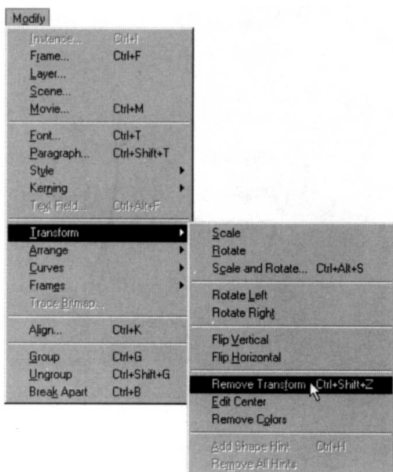 Modify
Instance... Ctrl+I
Frame... Ctrl+F
Layer...
Scene...
Movie... Ctrl+M
Font... Ctrl+T
Paragraph... Ctrl+Shift+T
Style
Kerning
Text Field... Ctrl+Alt+F
Transform
Arrange
Curves
Frames
Trace Bitmap...
Align... Ctrl+K
Group Ctrl+G
Ungroup Ctrl+Shift+G
Break Apart Ctrl+B
Scale
Rotate
Scale and Rotate... Ctrl+Alt+S
Rotate Left
Rotate Right
Flip Vertical
Flip Horizontal
Remove Transform Ctrl+Shift+Z
Edit Center
Remove Colors
Add Shape Hint Ctrl+H
Remove All Hints